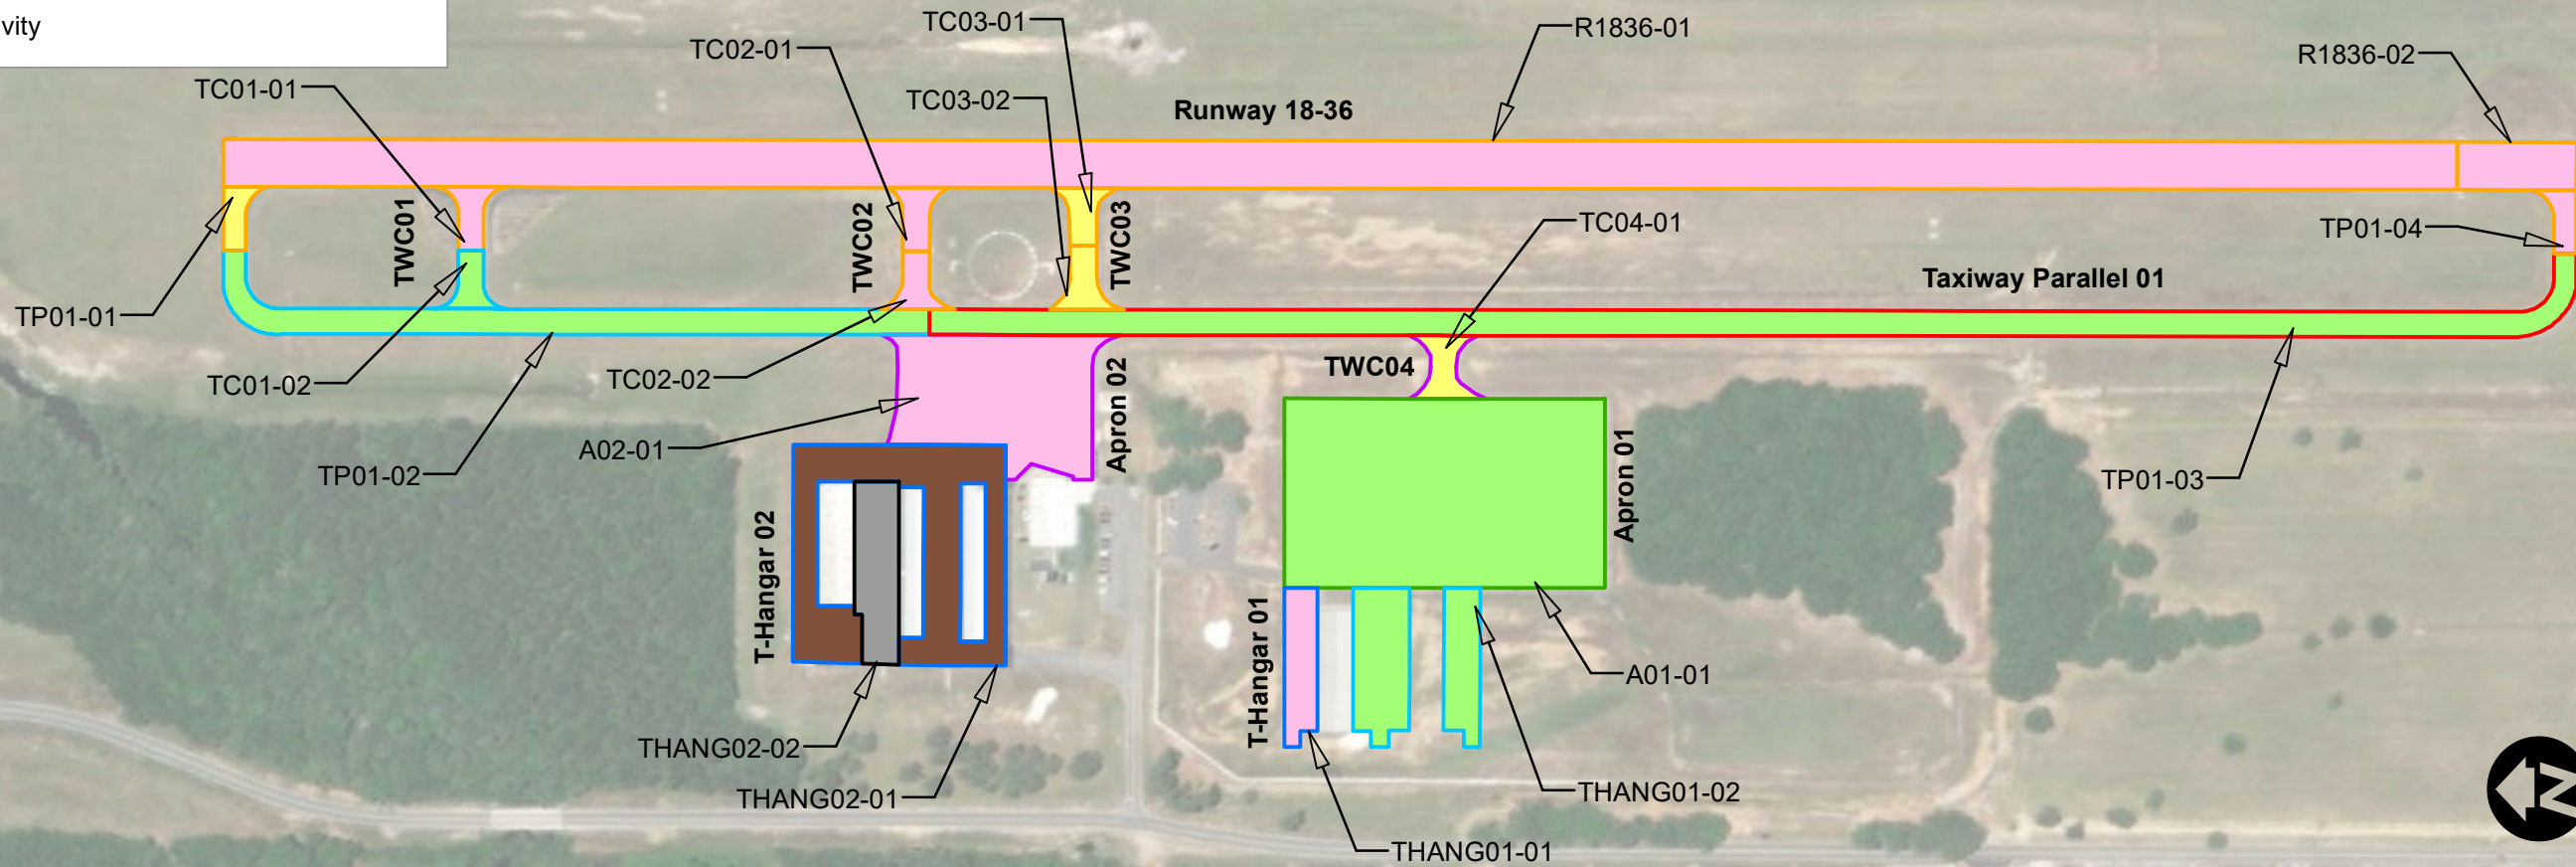 vity
TC03-01
R1836-01
TC02-01
R1836-02
TC01-01
TC03-02
Runway 18-36
TWC01
TWC02
TWC03
TC04-01
TP01-04
Taxiway Parallel 01
TP01-01
TC01-02
TC02-02
TWC04
Apron 02
A02-01
TP01-02
TP01-03
Apron 01
T-Hangar 02
T-Hangar 01
A01-01
THANG02-02
THANG02-01
THANG01-02
THANG01-01
N